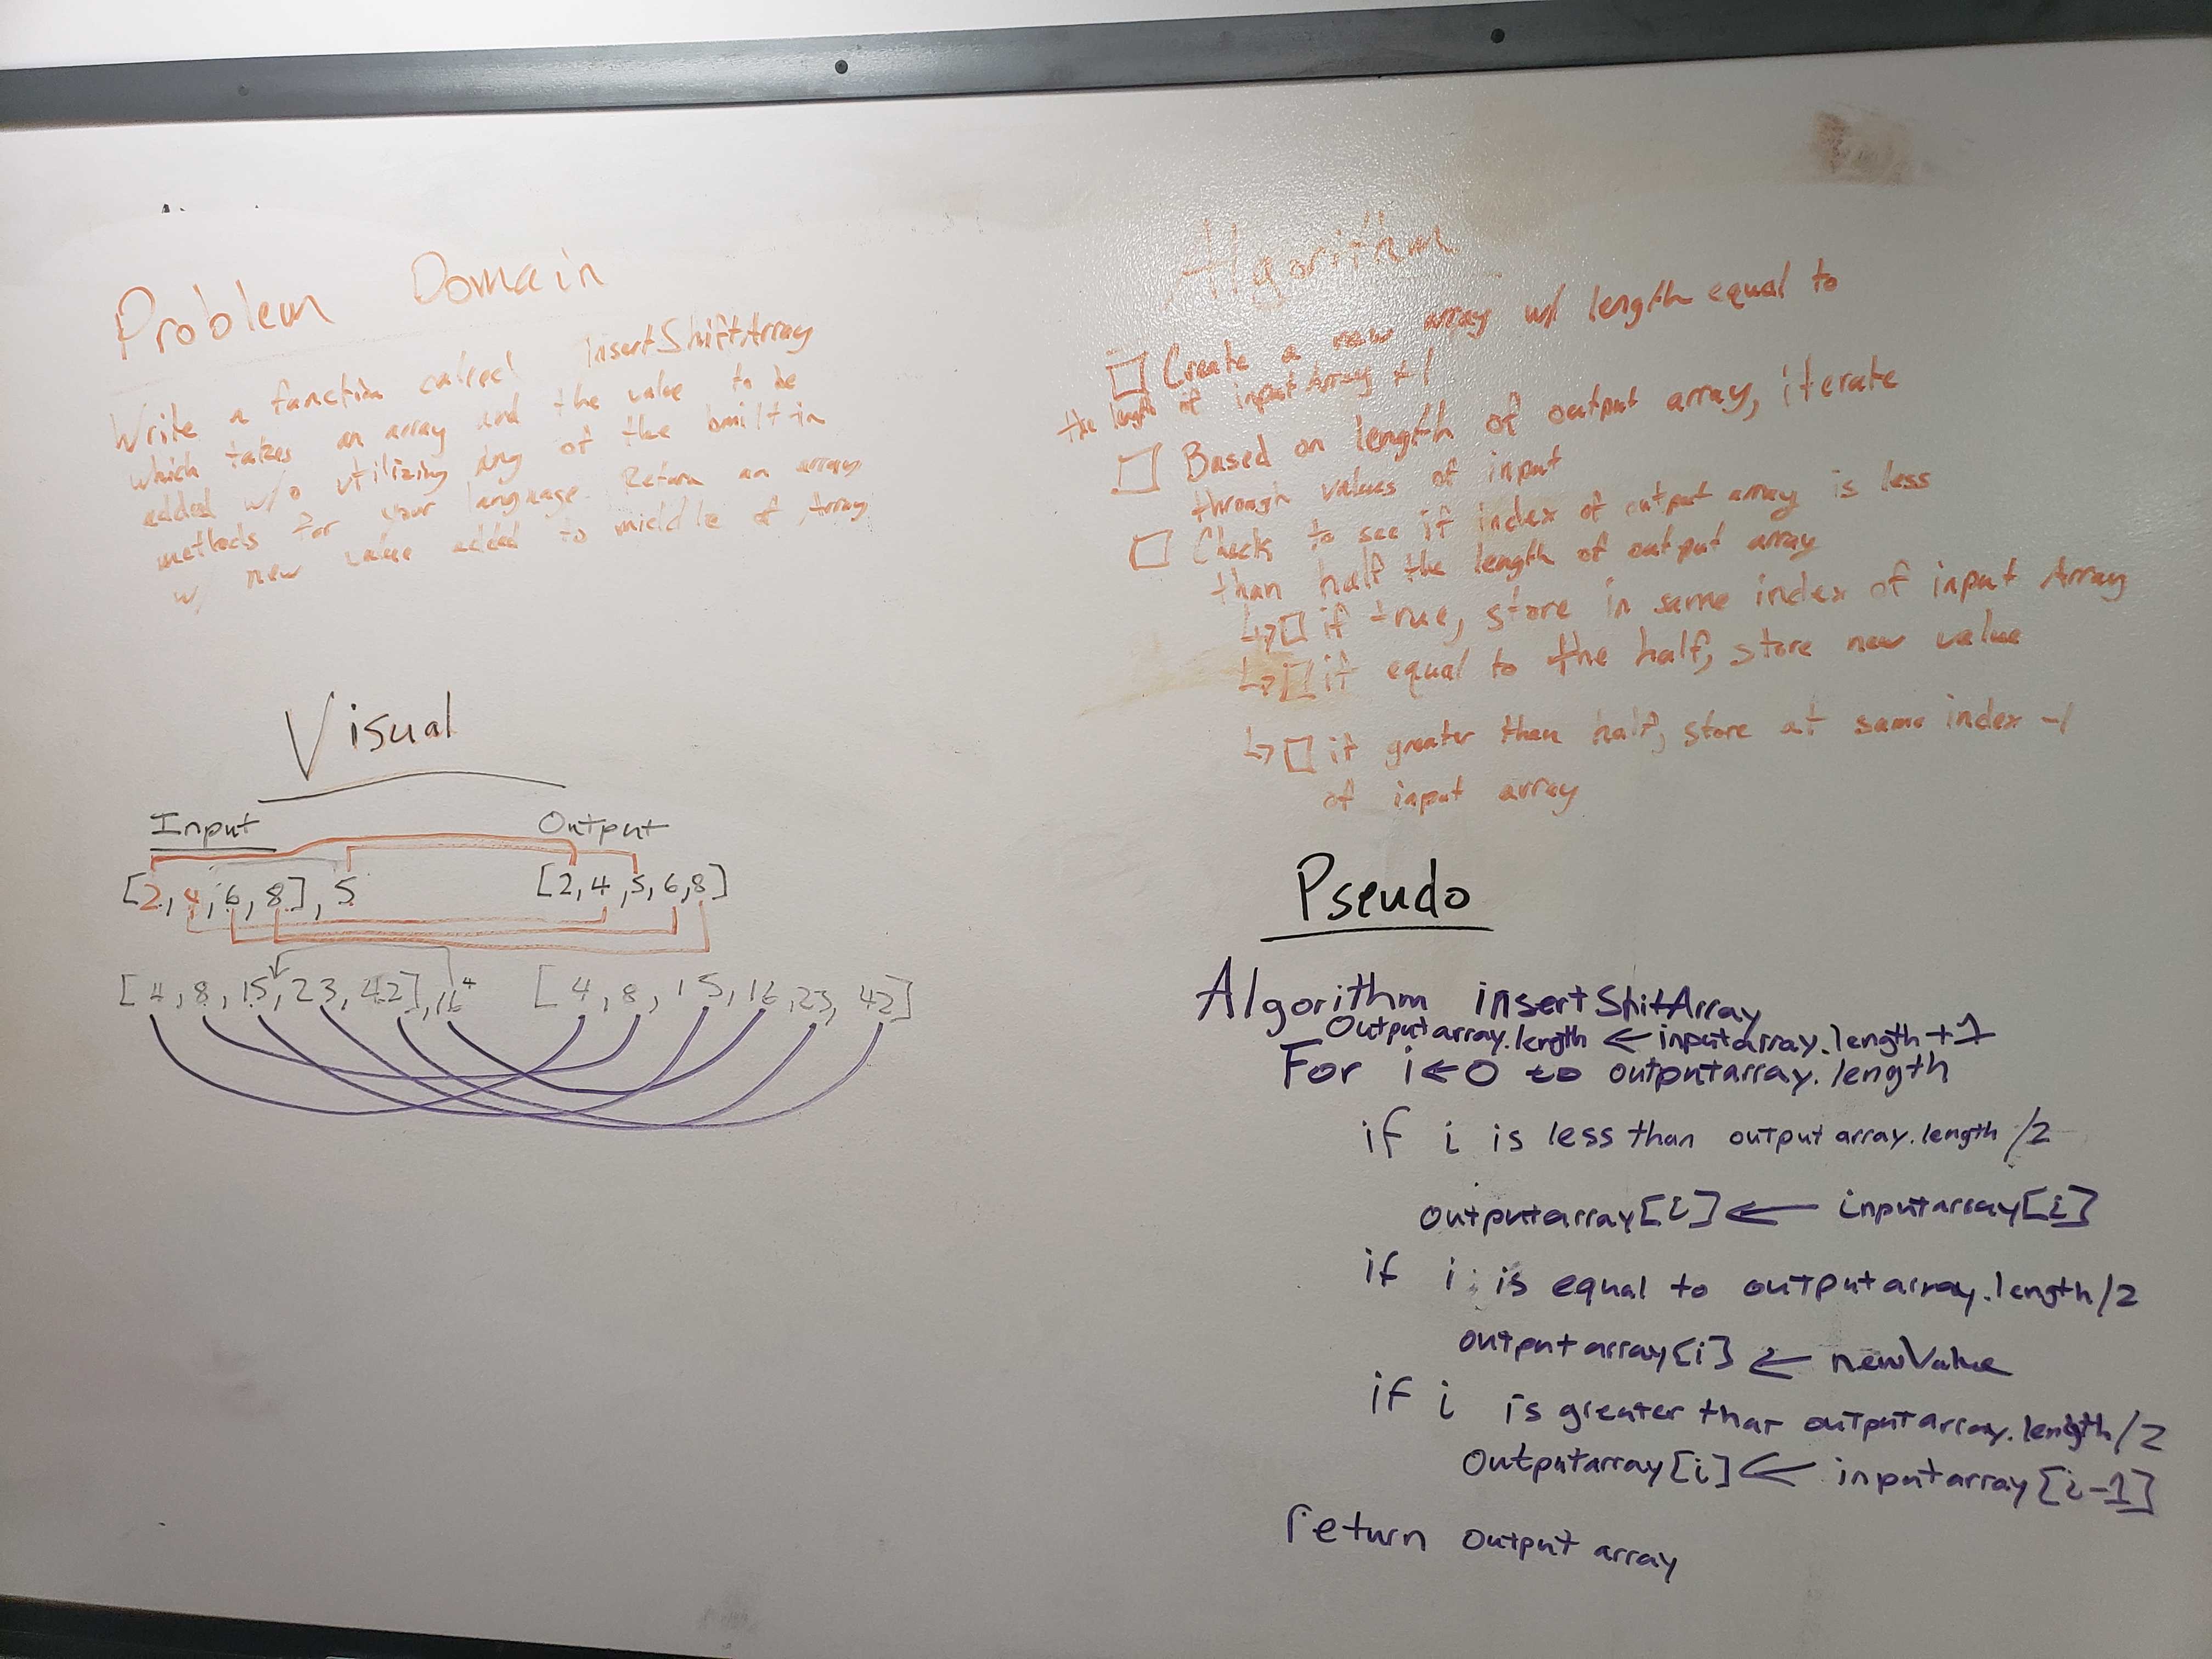 Problem Domain
Write a function called insertShiftArray
which takes an array and the value to be
added w/o utilizing any of the built-in
methods for your language. Return an array
w/ new value added to middle of Array
Visual
Input Output
[2,4,6,8],5 [2,4,5,6,8]
[4,8,15,23,42],16 [4,8,15,16,23,42]
Algorithm
Create a new array w/ length equal to
the length of input Array +1
Based on length of output array, iterate
through values of input
Check to see if index of output array is less
than half the length of output array
↳□ if true, store in same index of input Array
↳□ if equal to the half, store new value
↳□ if greater than half, store at same index -1
of input array
Pseudo
Algorithm insertShiftArray
Outputarray.length ← inputarray.length+1
For i←0 to outputarray.length
if i is less than outputarray.length/2
outputarray[i] ← inputarray[i]
if i is equal to outputarray.length/2
outputarray[i] ← newValue
if i is greater than outputarray.length/2
Outputarray[i] ← inputarray[i-1]
return output array